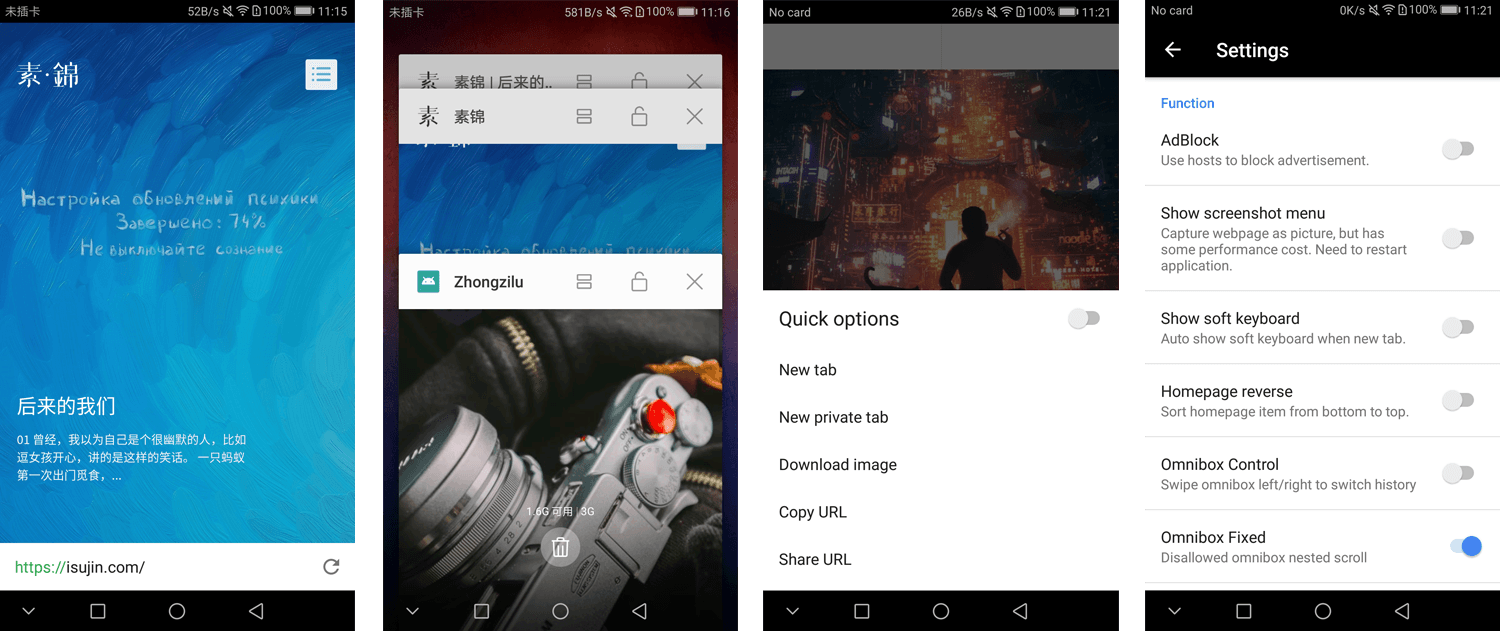 未插卡 52B/s 100% 11:15
素·錦
Настройка обновлений психики
Завершено: 74%
Не выключайте сознание
后来的我们
01 曾经，我以为自己是个很幽默的人，比如
逗女孩开心，讲的是这样的笑话。 一只蚂蚁
第一次出门觅食，...
https://isujin.com/
未插卡 581B/s 100% 11:16
素 素锦 | 后来的..
素 素锦
Настройка обновлений психики
Zhongzilu
1.6G 可用 | 3G
No card 26B/s 100% 11:21
Quick options
New tab
New private tab
Download image
Copy URL
Share URL
No card 0K/s 100% 11:21
Settings
Function
AdBlock
Use hosts to block advertisement.
Show screenshot menu
Capture webpage as picture, but has
some performance cost. Need to restart
application.
Show soft keyboard
Auto show soft keyboard when new tab.
Homepage reverse
Sort homepage item from bottom to top.
Omnibox Control
Swipe omnibox left/right to switch history
Omnibox Fixed
Disallowed omnibox nested scroll